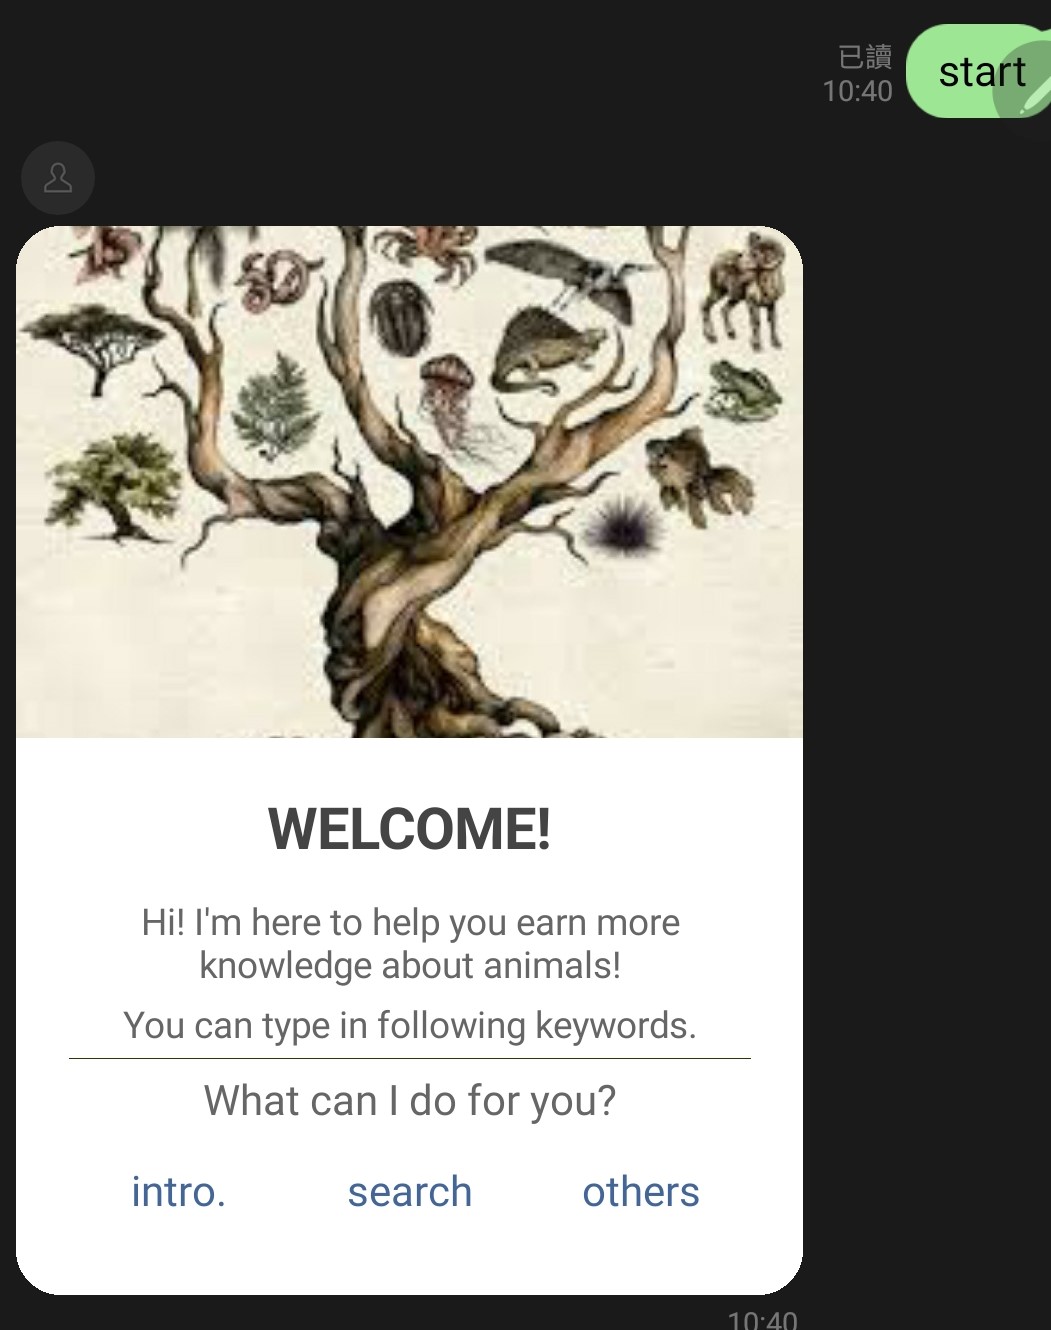 已讀
10:40
start
WELCOME!
Hi! I'm here to help you earn more
knowledge about animals!
You can type in following keywords.
What can I do for you?
intro.
search
others
10:40